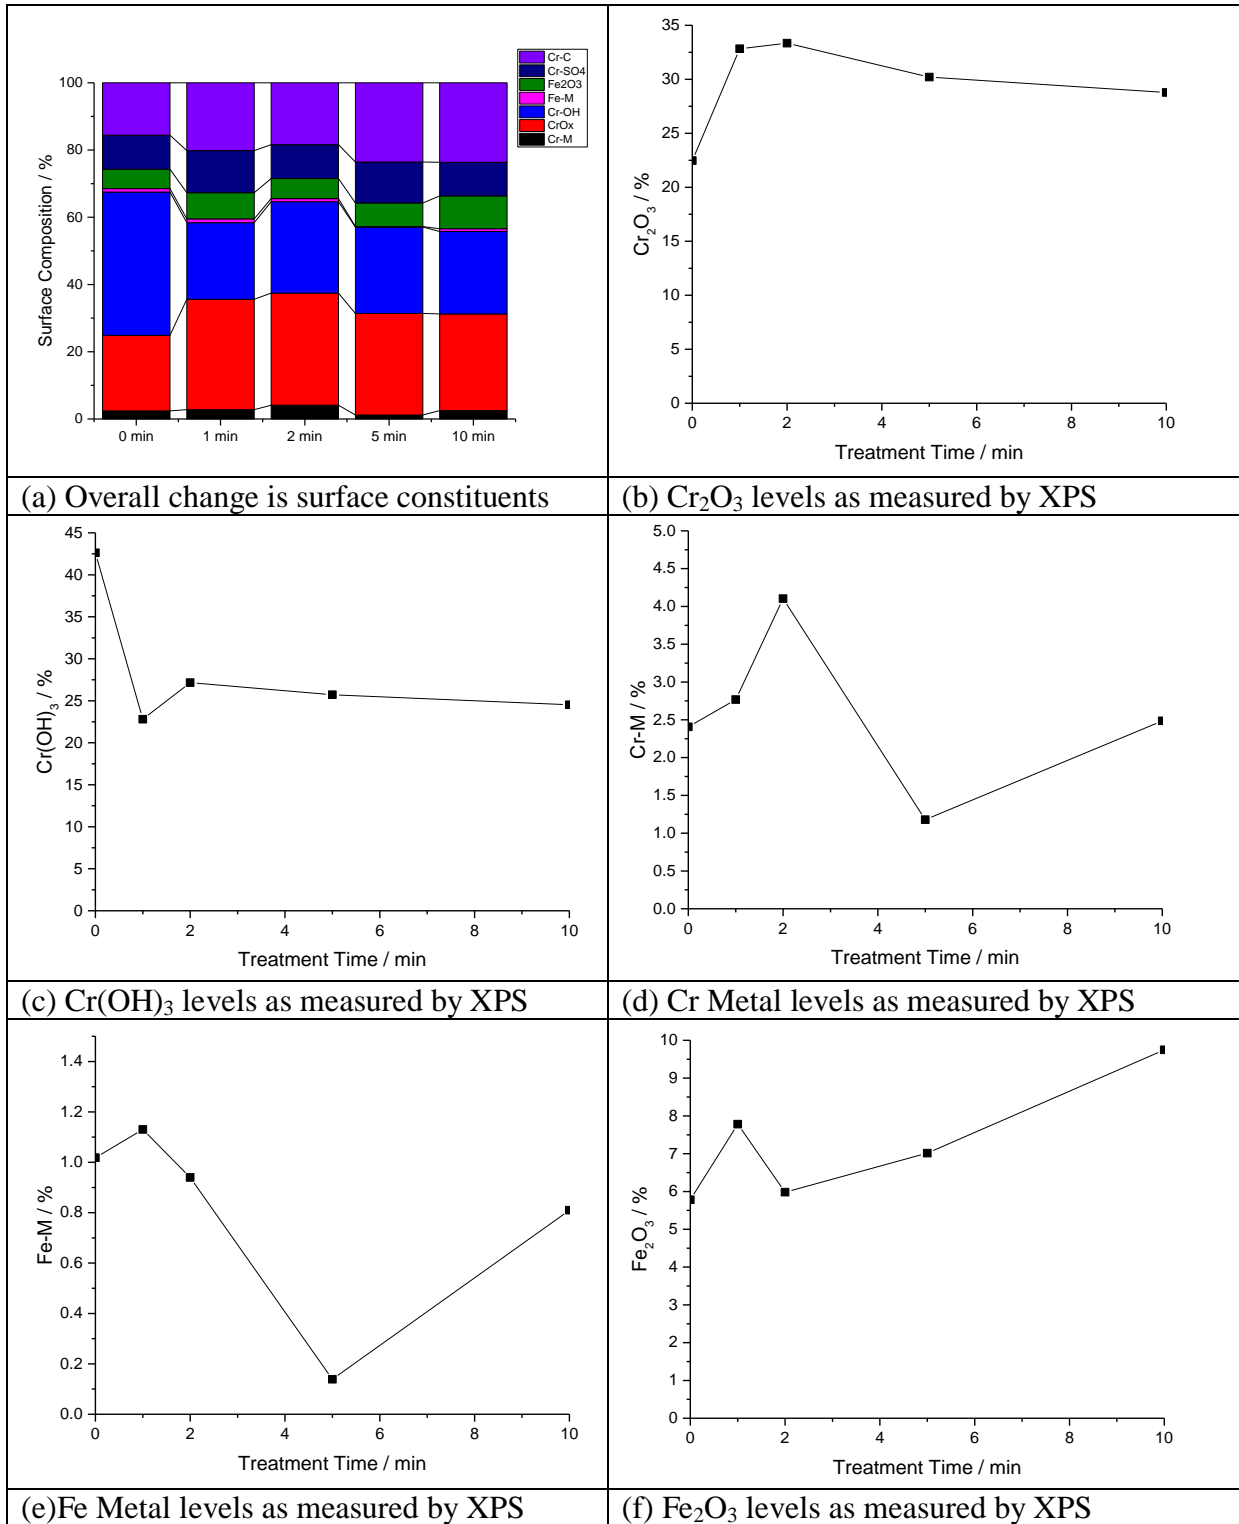 Cr-C
Cr-SO4
Fe2O3
Fe-M
Cr-OH
CrOx
Cr-M
Surface Composition / %
100
80
60
40
20
0
0 min 1 min 2 min 5 min 10 min
(a) Overall change is surface constituents
Cr₂O₃ / %
35
30
25
20
15
10
5
0
0 2 4 6 8 10
Treatment Time / min
(b) Cr₂O₃ levels as measured by XPS
Cr(OH)₃ / %
45
40
35
30
25
20
15
10
5
0
0 2 4 6 8 10
Treatment Time / min
(c) Cr(OH)₃ levels as measured by XPS
Cr-M / %
5.0
4.5
4.0
3.5
3.0
2.5
2.0
1.5
1.0
0.5
0.0
0 2 4 6 8 10
Treatment Time / min
(d) Cr Metal levels as measured by XPS
Fe-M / %
1.4
1.2
1.0
0.8
0.6
0.4
0.2
0.0
0 2 4 6 8 10
Treatment Time / min
(e)Fe Metal levels as measured by XPS
Fe₂O₃ / %
10
9
8
7
6
5
4
3
2
1
0
0 2 4 6 8 10
Treatment Time / min
(f) Fe₂O₃ levels as measured by XPS